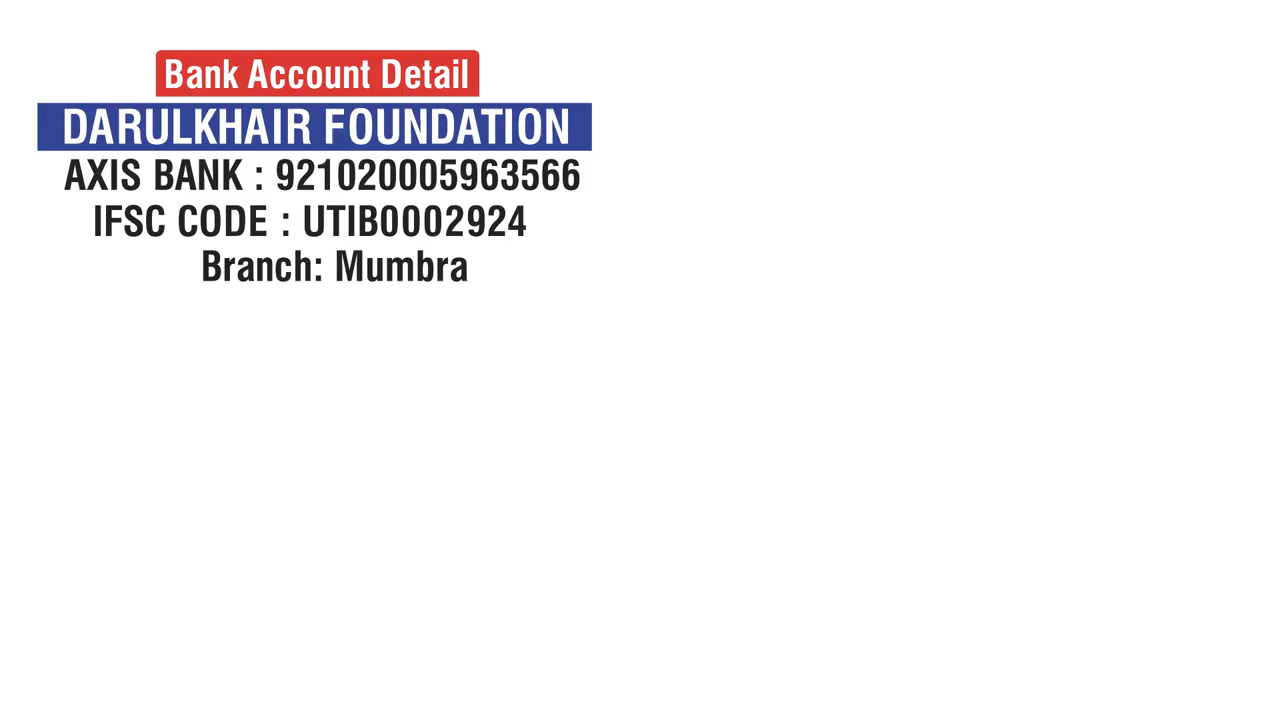 Bank Account Detail
DARULKHAIR FOUNDATION
AXIS BANK : 921020005963566
IFSC CODE : UTIB0002924
Branch: Mumbra